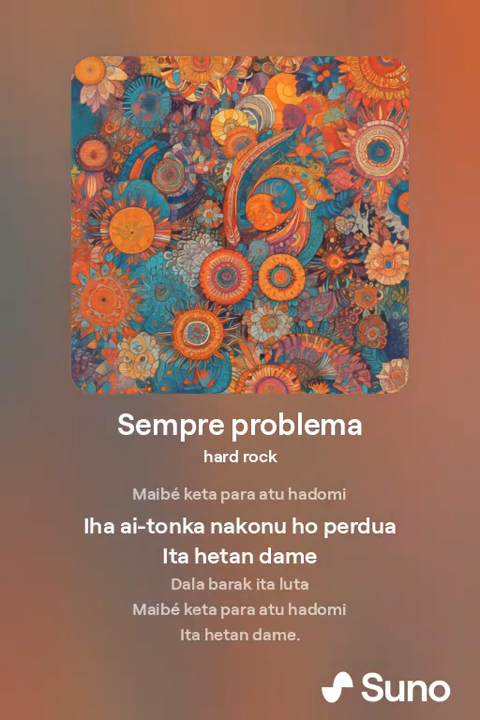 Sempre problema
hard rock
Maibé keta para atu hadomi
Iha ai-tonka nakonu ho perdua
Ita hetan dame
Dala barak ita luta
Maibé keta para atu hadomi
Ita hetan dame.
Suno